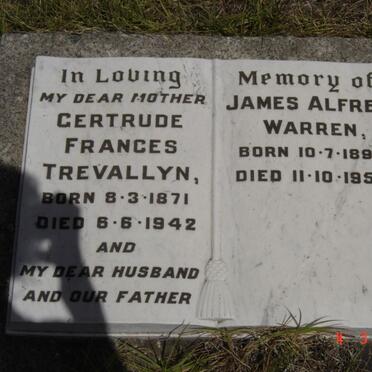 In Loving
MY DEAR MOTHER
GERTRUDE
FRANCES
TREVALLYN,
BORN 8·3·1871
DIED 6·6·1942
AND
MY DEAR HUSBAND
AND OUR FATHER
Memory of
JAMES ALFRE
WARREN,
BORN 10·7·189
DIED 11·10·195